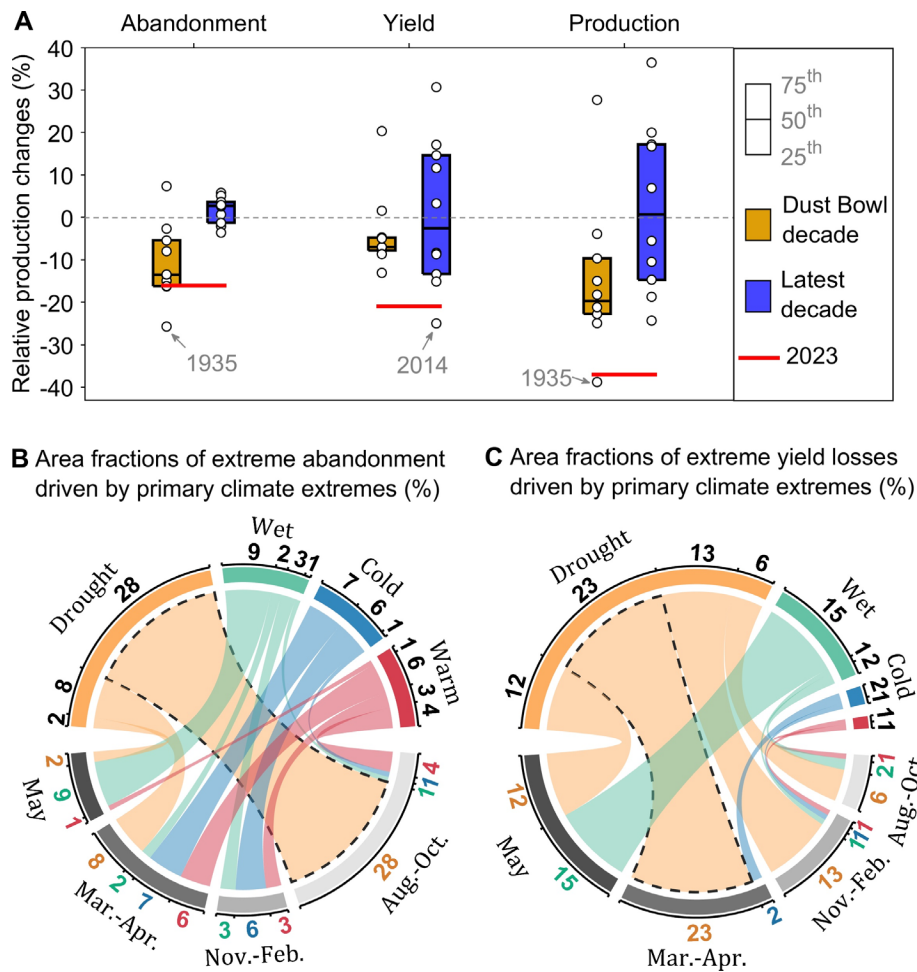 A
Abandonment Yield Production
Relative production changes (%)
40
30
20
10
0
-10
-20
-30
-40
1935
2014
1935
75th
50th
25th
Dust Bowl
decade
Latest
decade
2023
B Area fractions of extreme abandonment
driven by primary climate extremes (%)
Drought
2 8 28
Wet
9 2 3 1
Cold
7 6 1
Warm
1 6 3 4
May
2 9 1
Mar.-Apr.
8 2 7 6
Nov.-Feb.
3 6 3
Aug.-Oct.
28 1 1 4
C Area fractions of extreme yield losses
driven by primary climate extremes (%)
Drought
12 23 13 6
Wet
15 1 2
Cold
2 1
1 1
May
12 15
Mar.-Apr.
23 2
Nov.-Feb.
13 1 1 1
Aug.-Oct.
6 2 1